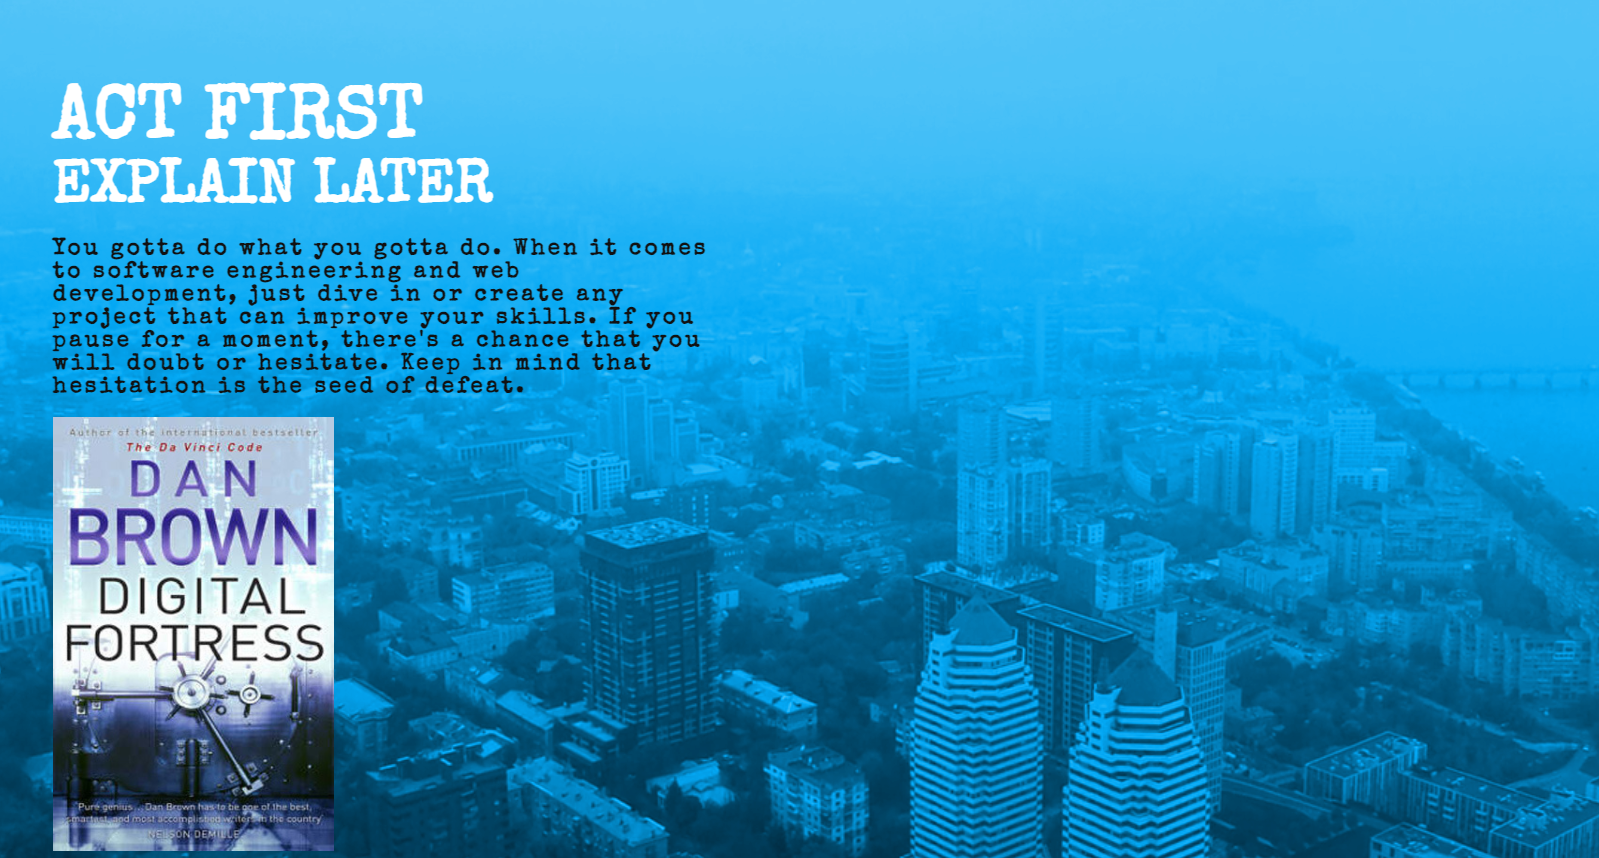 ACT FIRST
EXPLAIN LATER
You gotta do what you gotta do. When it comes
to software engineering and web
development, just dive in or create any
project that can improve your skills. If you
pause for a moment, there's a chance that you
will doubt or hesitate. Keep in mind that
hesitation is the seed of defeat.
Author of the international bestseller
The Da Vinci Code
DAN
BROWN
DIGITAL
FORTRESS
'Pure genius... Dan Brown has to be one of the best,
smartest, and most accomplished writers in the country'
NELSON DEMILLE